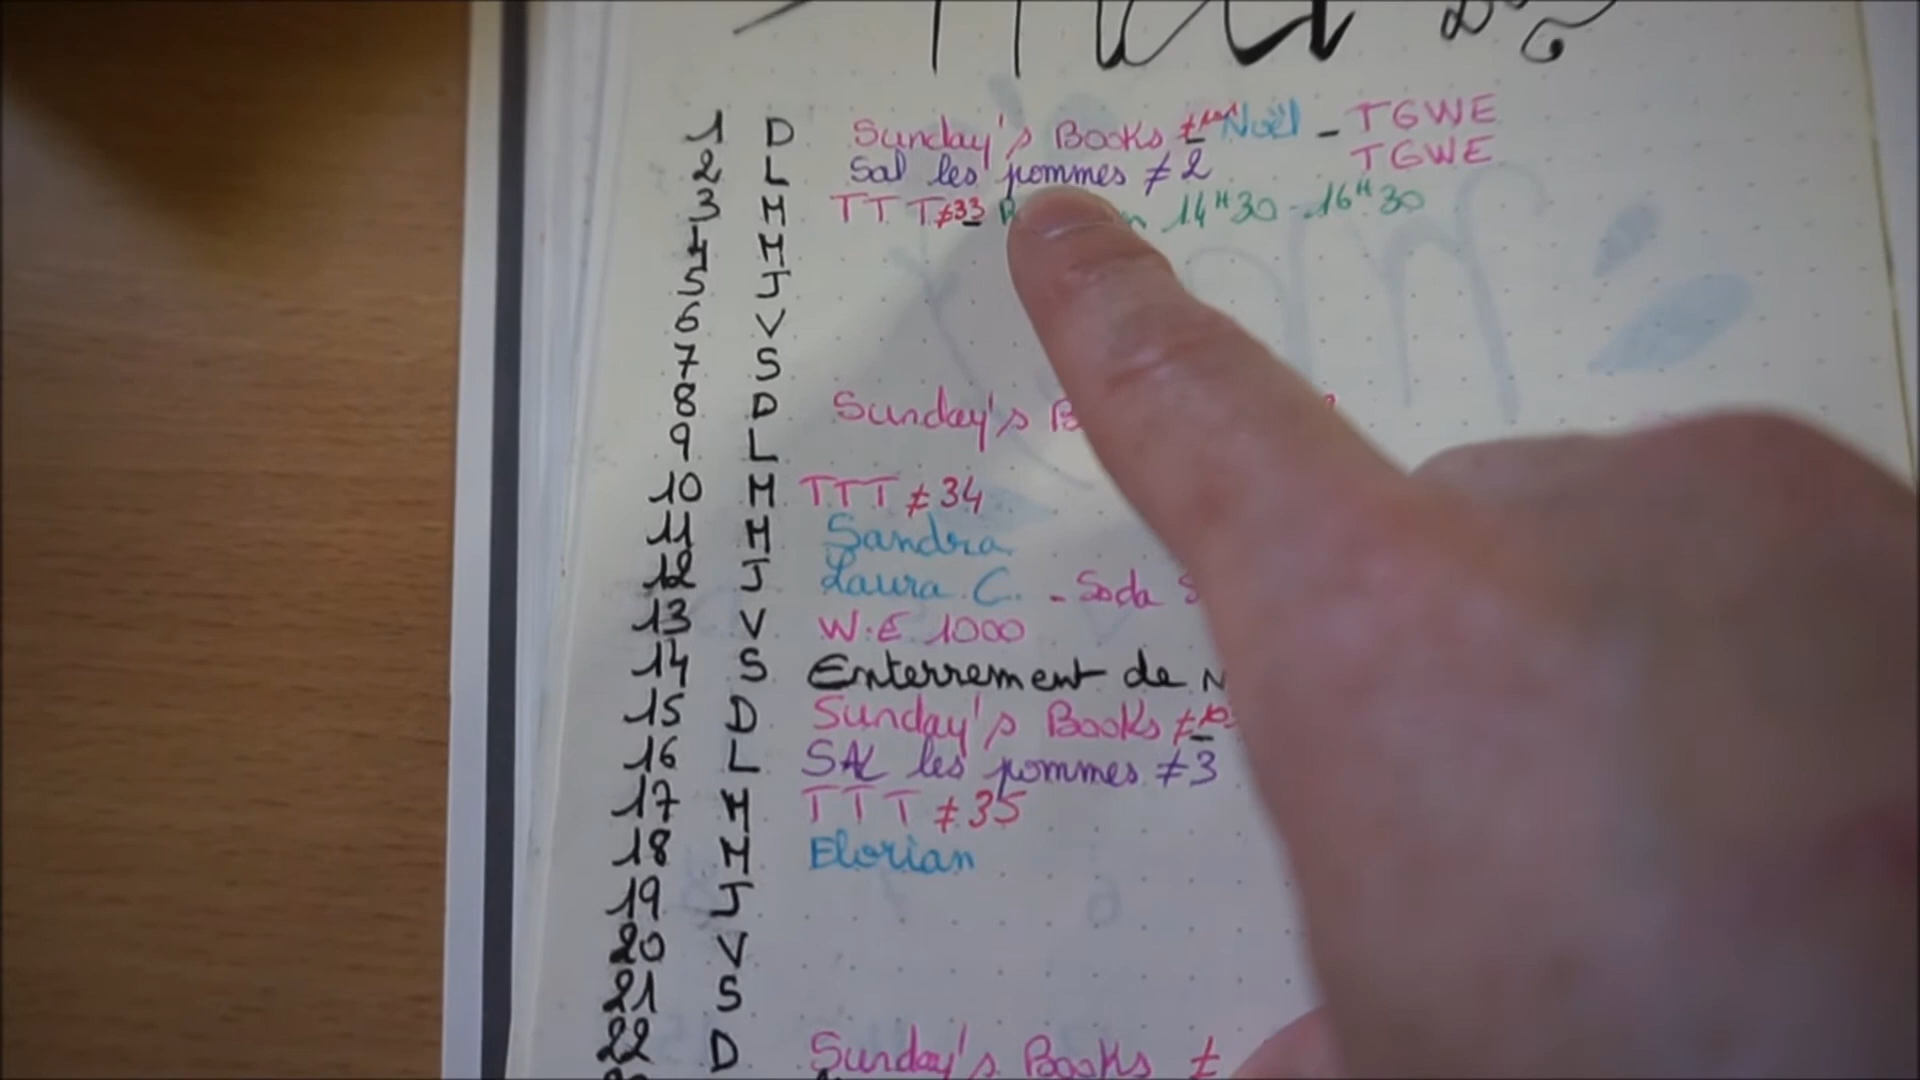 1 D Sunday's Books Noël - TGWE
TGWE
2 L Sal les pommes ≠2
3 M TTT ≠33 14H30 - 16H30
4 M
5 J
6 V
7 S
8 D Sunday's
9 L
10 M TTT ≠34
11 M Sandra
12 J Laura C. - Soda
13 V W.E 1000
14 S Enterrement de
15 D Sunday's Books ≠10
16 L SAL les pommes ≠3
17 M TTT ≠35
18 M Florian
19 J
20 V
21 S
22 D Sunday's Books ≠